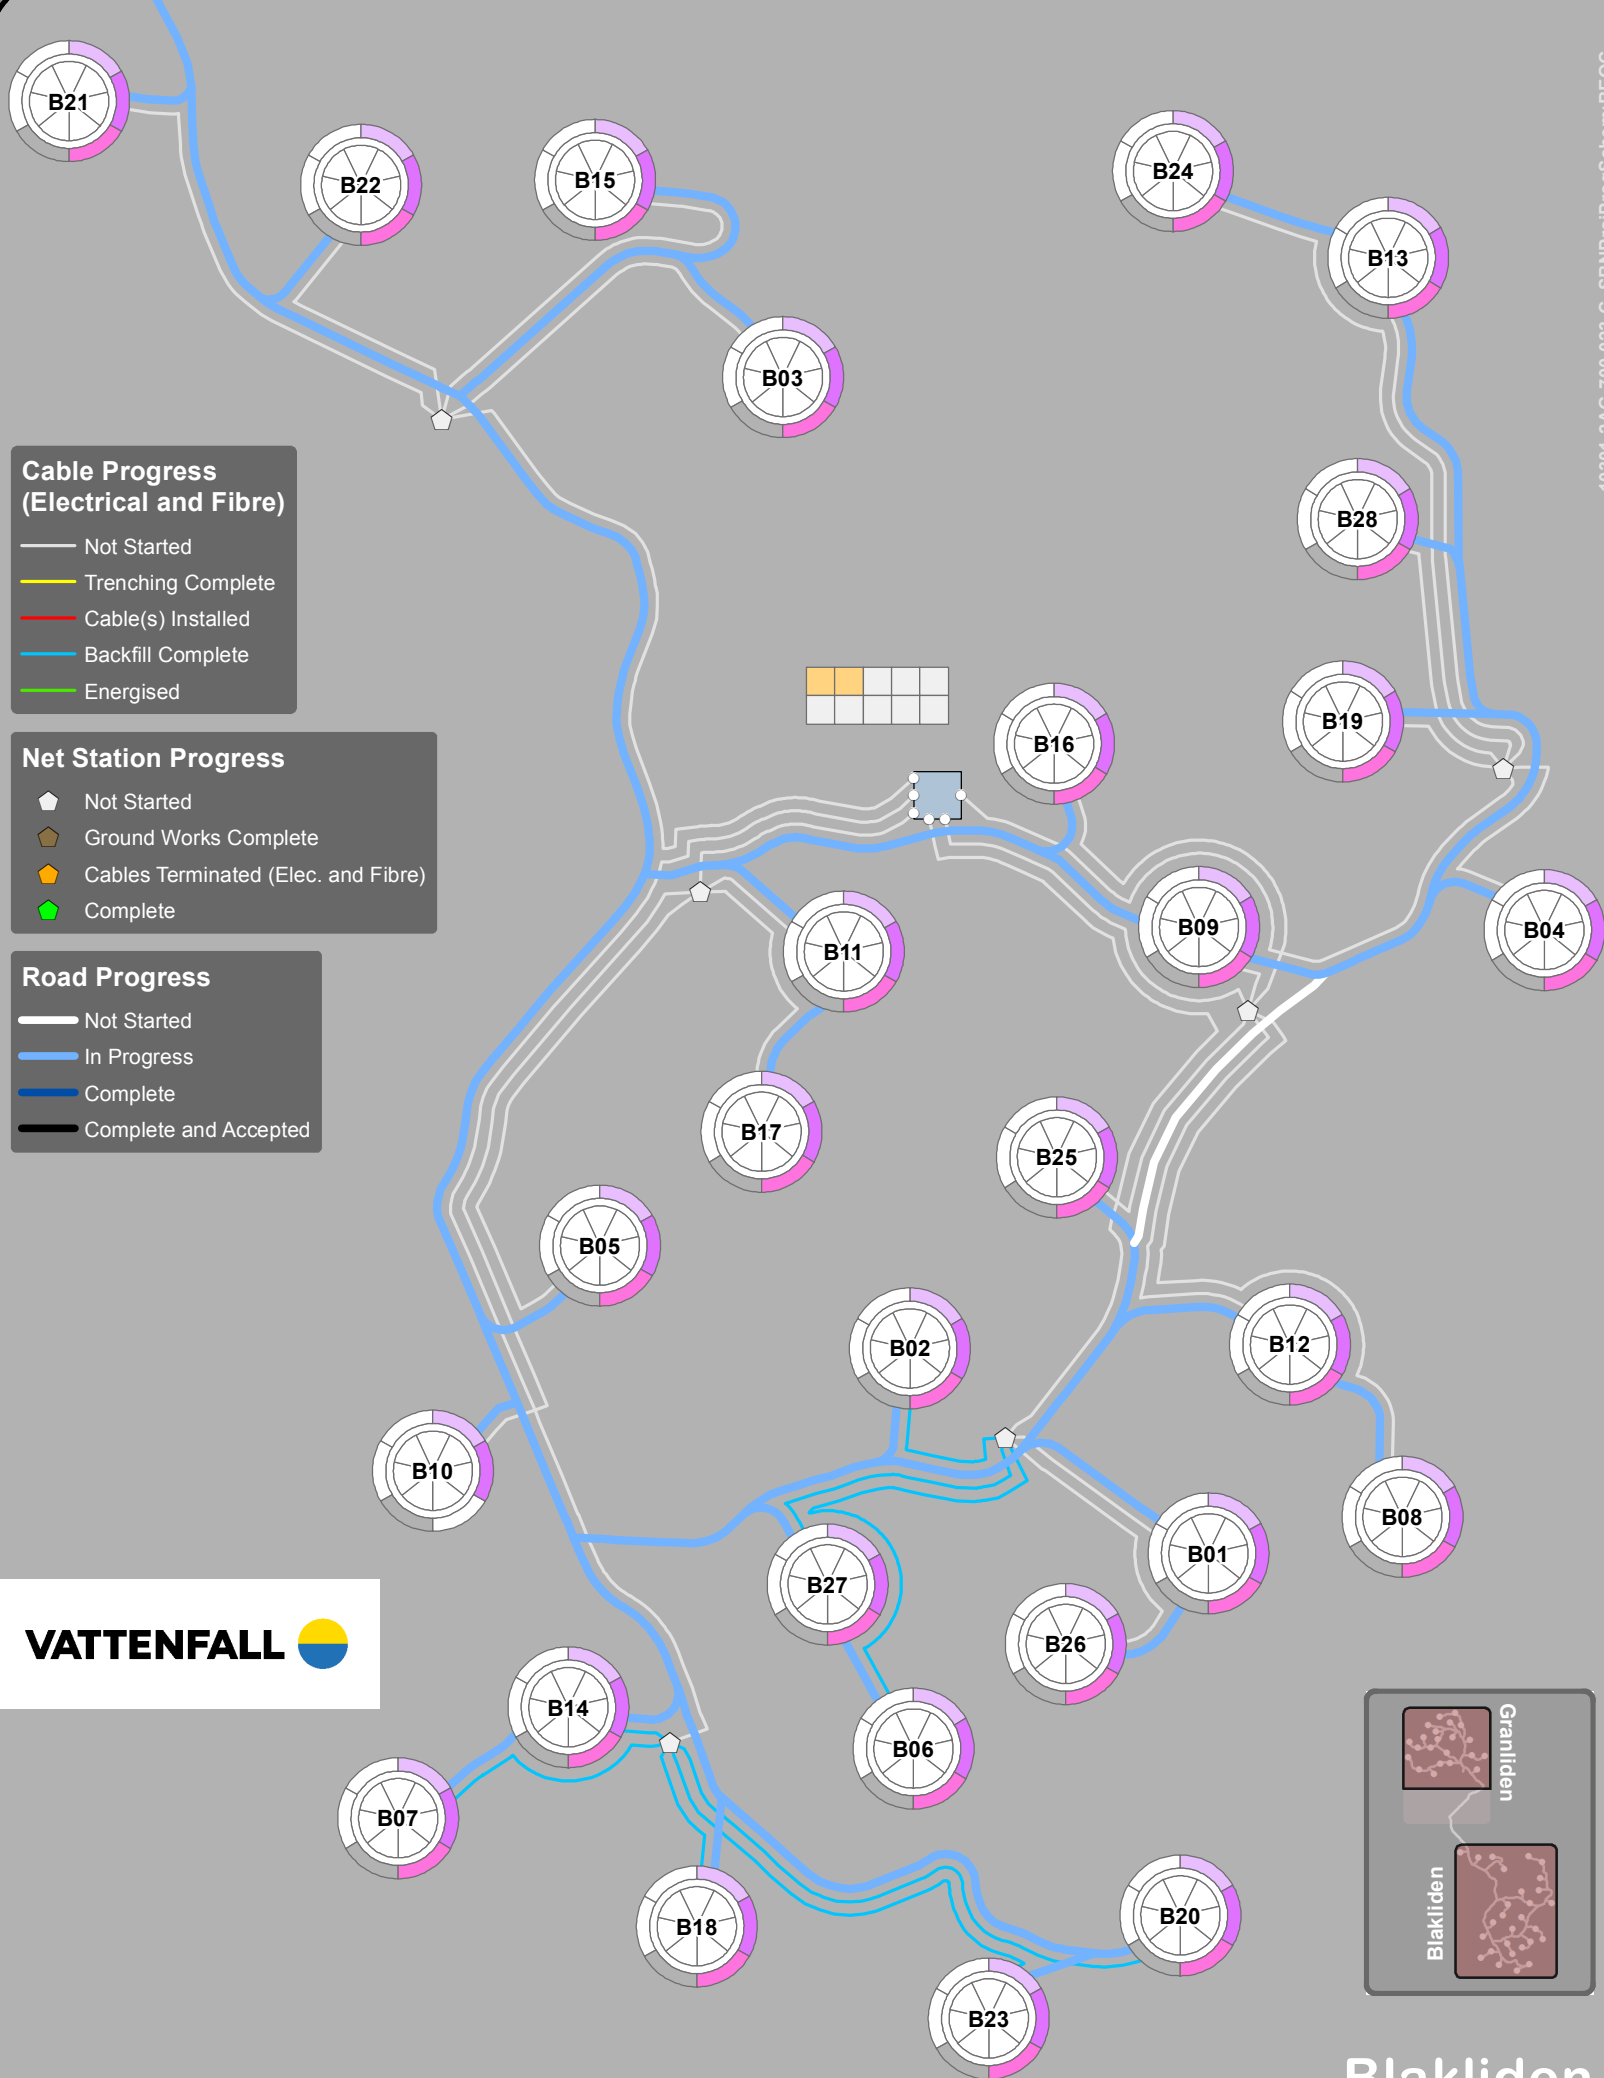 B21
B22
B15
B24
B13
B03
Cable Progress
(Electrical and Fibre)
Not Started
Trenching Complete
Cable(s) Installed
Backfill Complete
Energised
B28
B19
B16
Net Station Progress
Not Started
Ground Works Complete
Cables Terminated (Elec. and Fibre)
Complete
B09
B04
B11
Road Progress
Not Started
In Progress
Complete
Complete and Accepted
B17
B25
B05
B02
B12
B10
B08
B01
B27
B26
VATTENFALL
B14
B06
B07
B18
B20
B23
Granliden
Blakliden
Blakliden